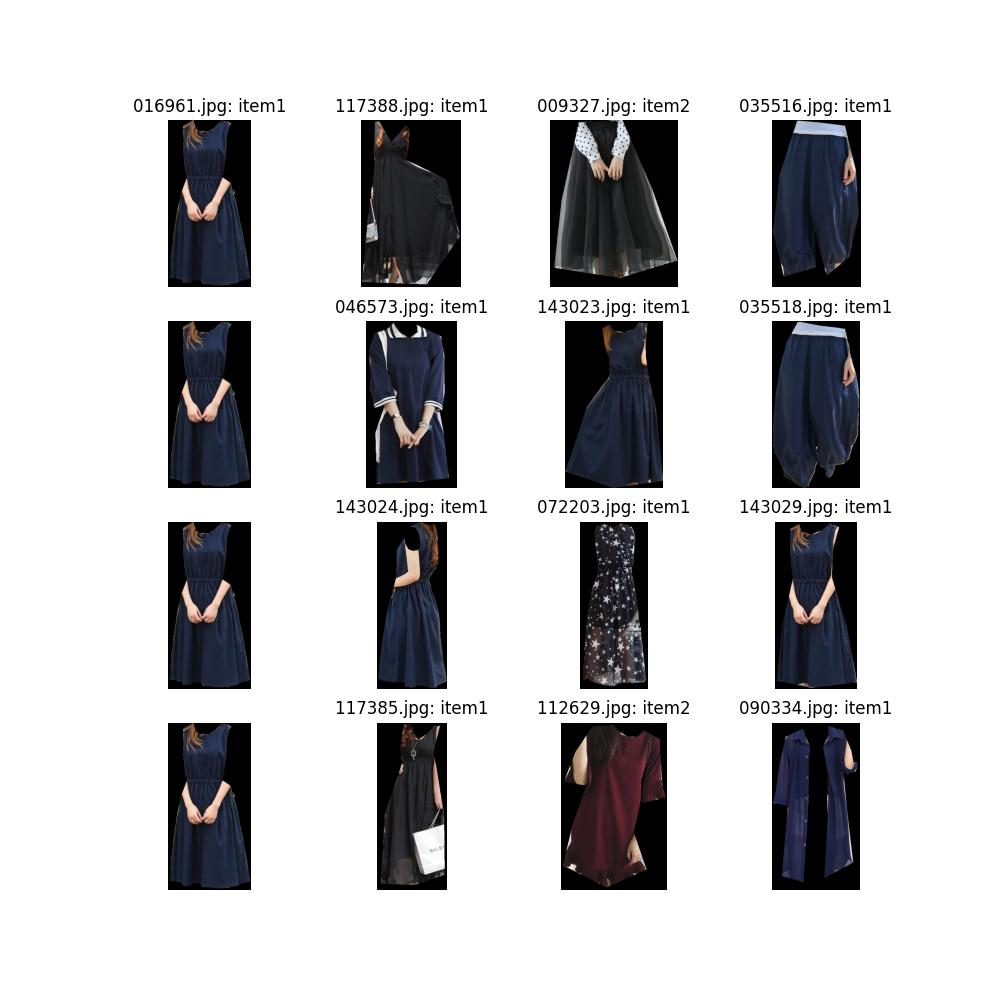 016961.jpg: item1
117388.jpg: item1
009327.jpg: item2
035516.jpg: item1
046573.jpg: item1
143023.jpg: item1
035518.jpg: item1
143024.jpg: item1
072203.jpg: item1
143029.jpg: item1
117385.jpg: item1
112629.jpg: item2
090334.jpg: item1